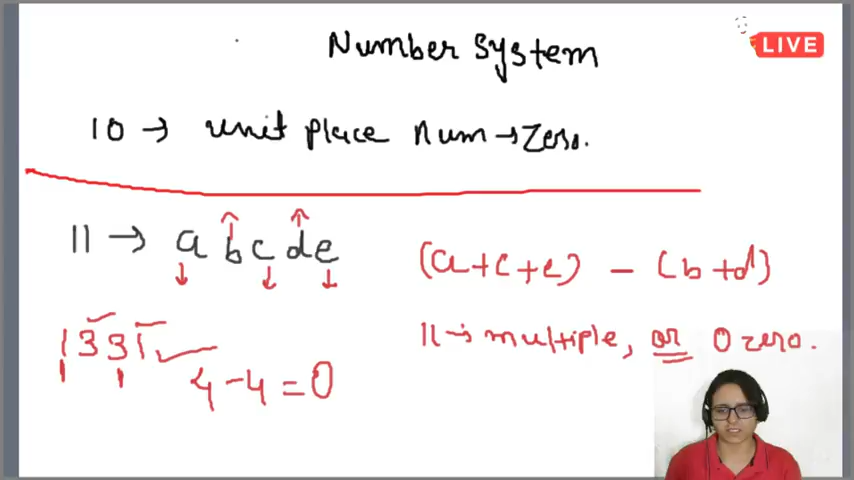 Number System
LIVE
10 → unit place num → Zero.
11 → a b c d e
(a+c+e) - (b+d)
11 → multiple, or 0 zero.
1331
4-4=0